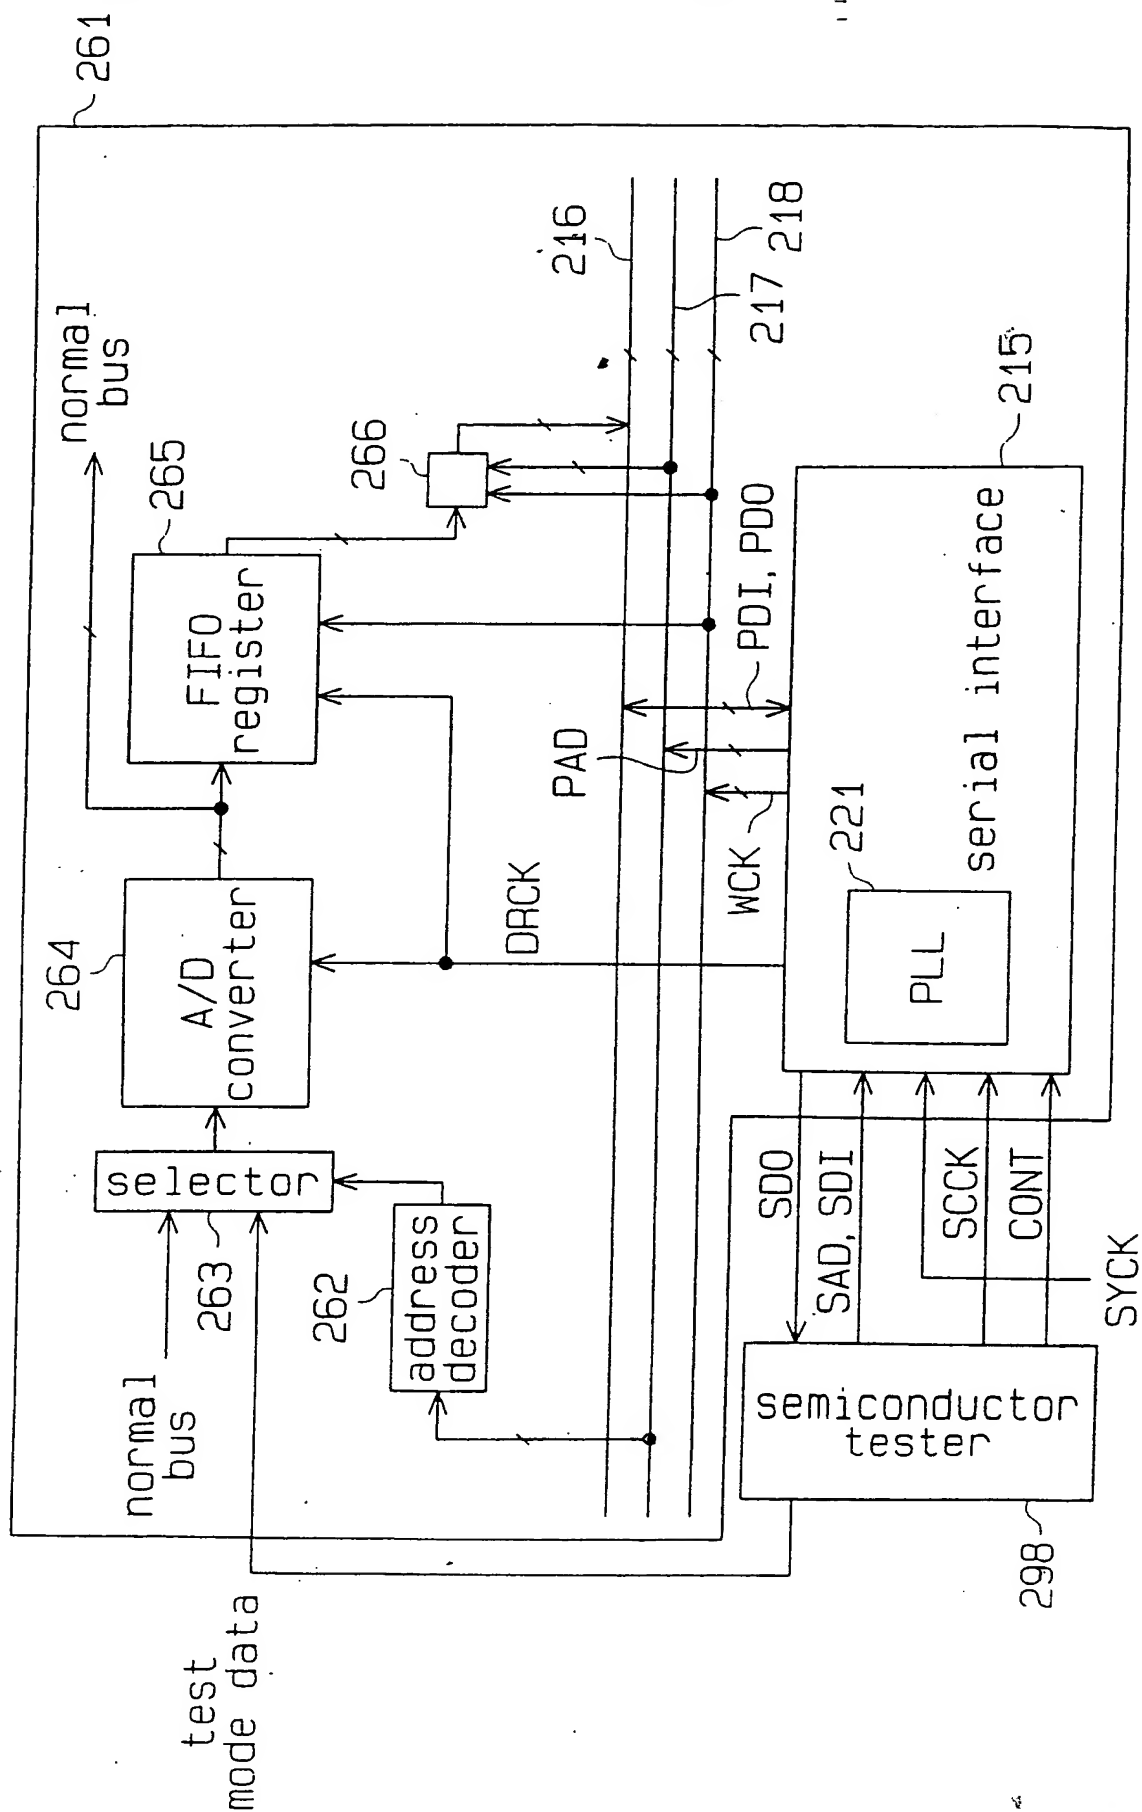 261
normal
bus
265
FIFO
register
266
264
A/D
converter
selector
263
normal
bus
262
address
decoder
test
mode data
216
217
218
DRCK
PAD
WCK
PDI, PDO
215
serial interface
221
PLL
SDO
SAD, SDI
SCCK
CONT
SYCK
semiconductor
tester
298